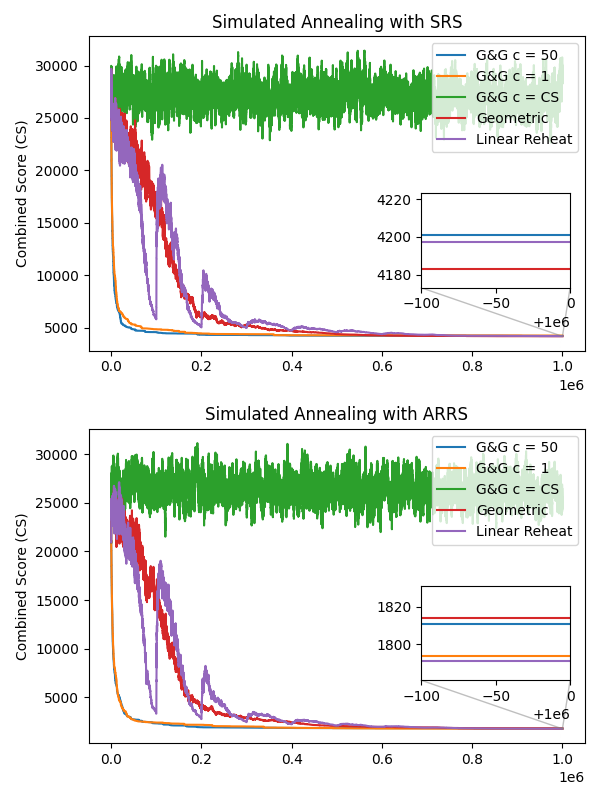 Simulated Annealing with SRS
Combined Score (CS)
30000
25000
20000
15000
10000
5000
G&G c = 50
G&G c = 1
G&G c = CS
Geometric
Linear Reheat
4220
4200
4180
−100
−50
0
+1e6
0.0
0.2
0.4
0.6
0.8
1.0
1e6
Simulated Annealing with ARRS
Combined Score (CS)
30000
25000
20000
15000
10000
5000
G&G c = 50
G&G c = 1
G&G c = CS
Geometric
Linear Reheat
1820
1800
−100
−50
0
+1e6
0.0
0.2
0.4
0.6
0.8
1.0
1e6